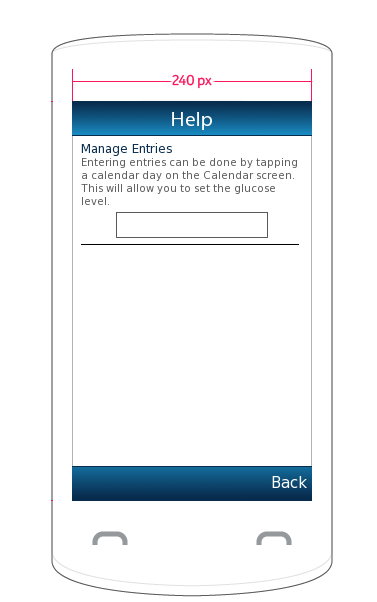 240 px
Help
Manage Entries
Entering entries can be done by tapping
a calendar day on the Calendar screen.
This will allow you to set the glucose
level.
Back